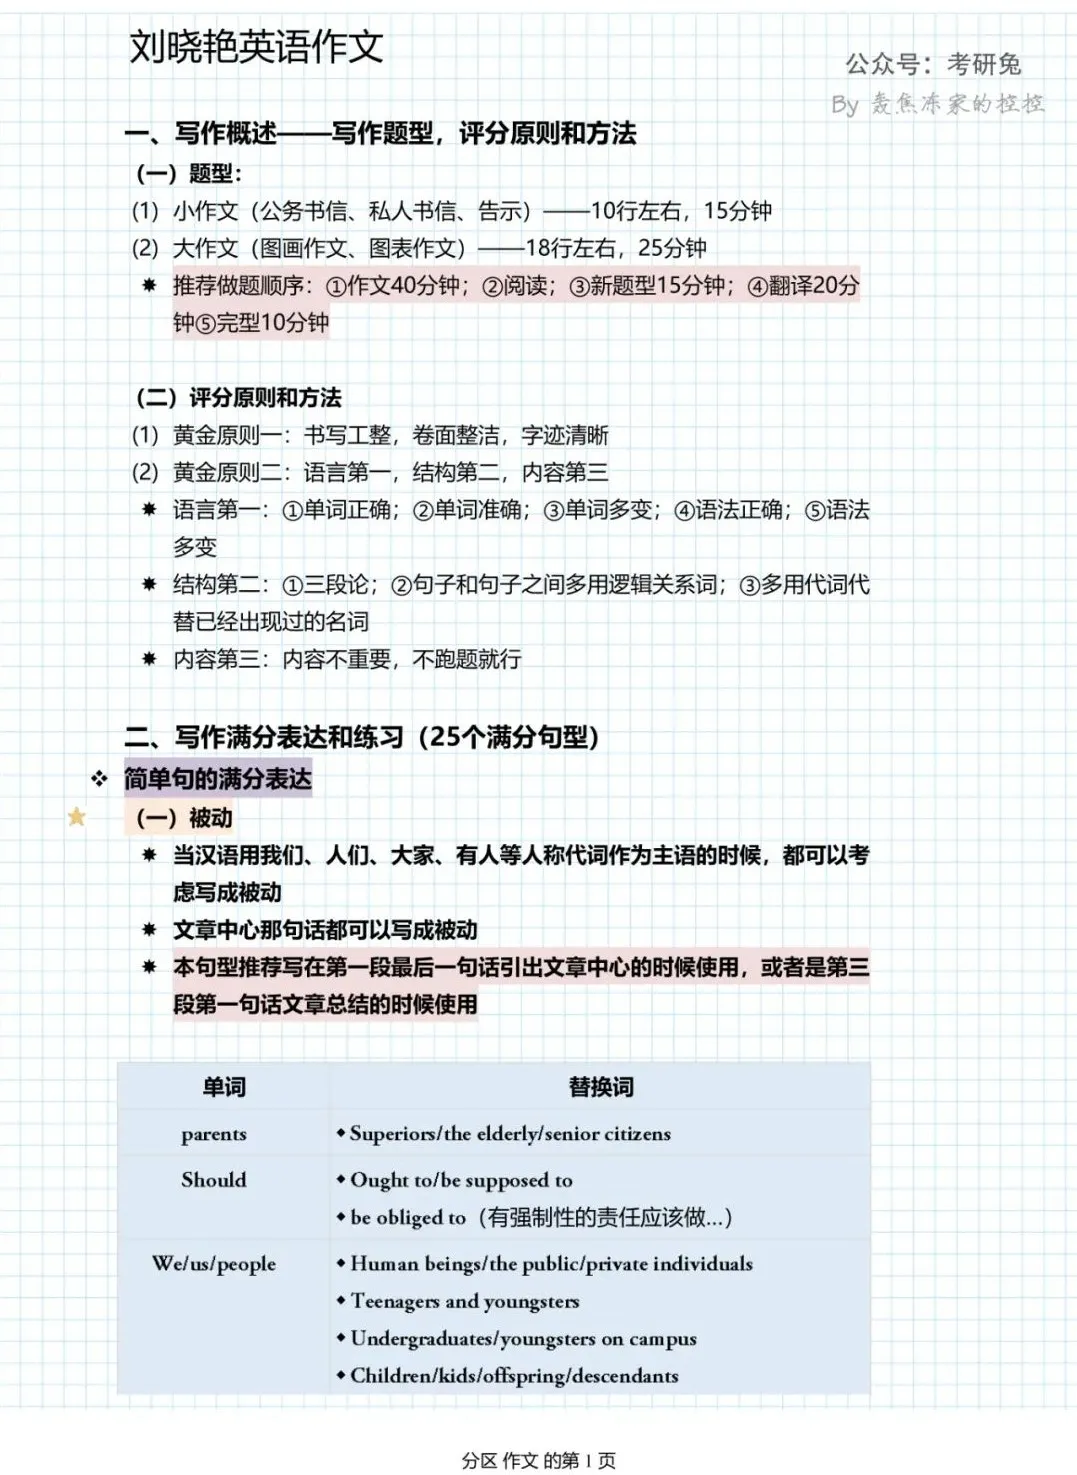 刘晓艳英语作文
公众号：考研兔
By 轰焦冻家的控控
一、写作概述——写作题型，评分原则和方法
（一）题型：
(1) 小作文（公务书信、私人书信、告示）——10行左右，15分钟
(2) 大作文（图画作文、图表作文）——18行左右，25分钟
✷ 推荐做题顺序：①作文40分钟；②阅读；③新题型15分钟；④翻译20分
钟⑤完型10分钟
（二）评分原则和方法
(1) 黄金原则一：书写工整，卷面整洁，字迹清晰
(2) 黄金原则二：语言第一，结构第二，内容第三
✷ 语言第一：①单词正确；②单词准确；③单词多变；④语法正确；⑤语法
多变
✷ 结构第二：①三段论；②句子和句子之间多用逻辑关系词；③多用代词代
替已经出现过的名词
✷ 内容第三：内容不重要，不跑题就行
二、写作满分表达和练习（25个满分句型）
❖ 简单句的满分表达
（一）被动
✷ 当汉语用我们、人们、大家、有人等人称代词作为主语的时候，都可以考
虑写成被动
✷ 文章中心那句话都可以写成被动
✷ 本句型推荐写在第一段最后一句话引出文章中心的时候使用，或者是第三
段第一句话文章总结的时候使用
单词 替换词
parents ◆ Superiors/the elderly/senior citizens
Should ◆ Ought to/be supposed to
◆ be obliged to（有强制性的责任应该做...）
We/us/people ◆ Human beings/the public/private individuals
◆ Teenagers and youngsters
◆ Undergraduates/youngsters on campus
◆ Children/kids/offspring/descendants
分区 作文 的第 1 页